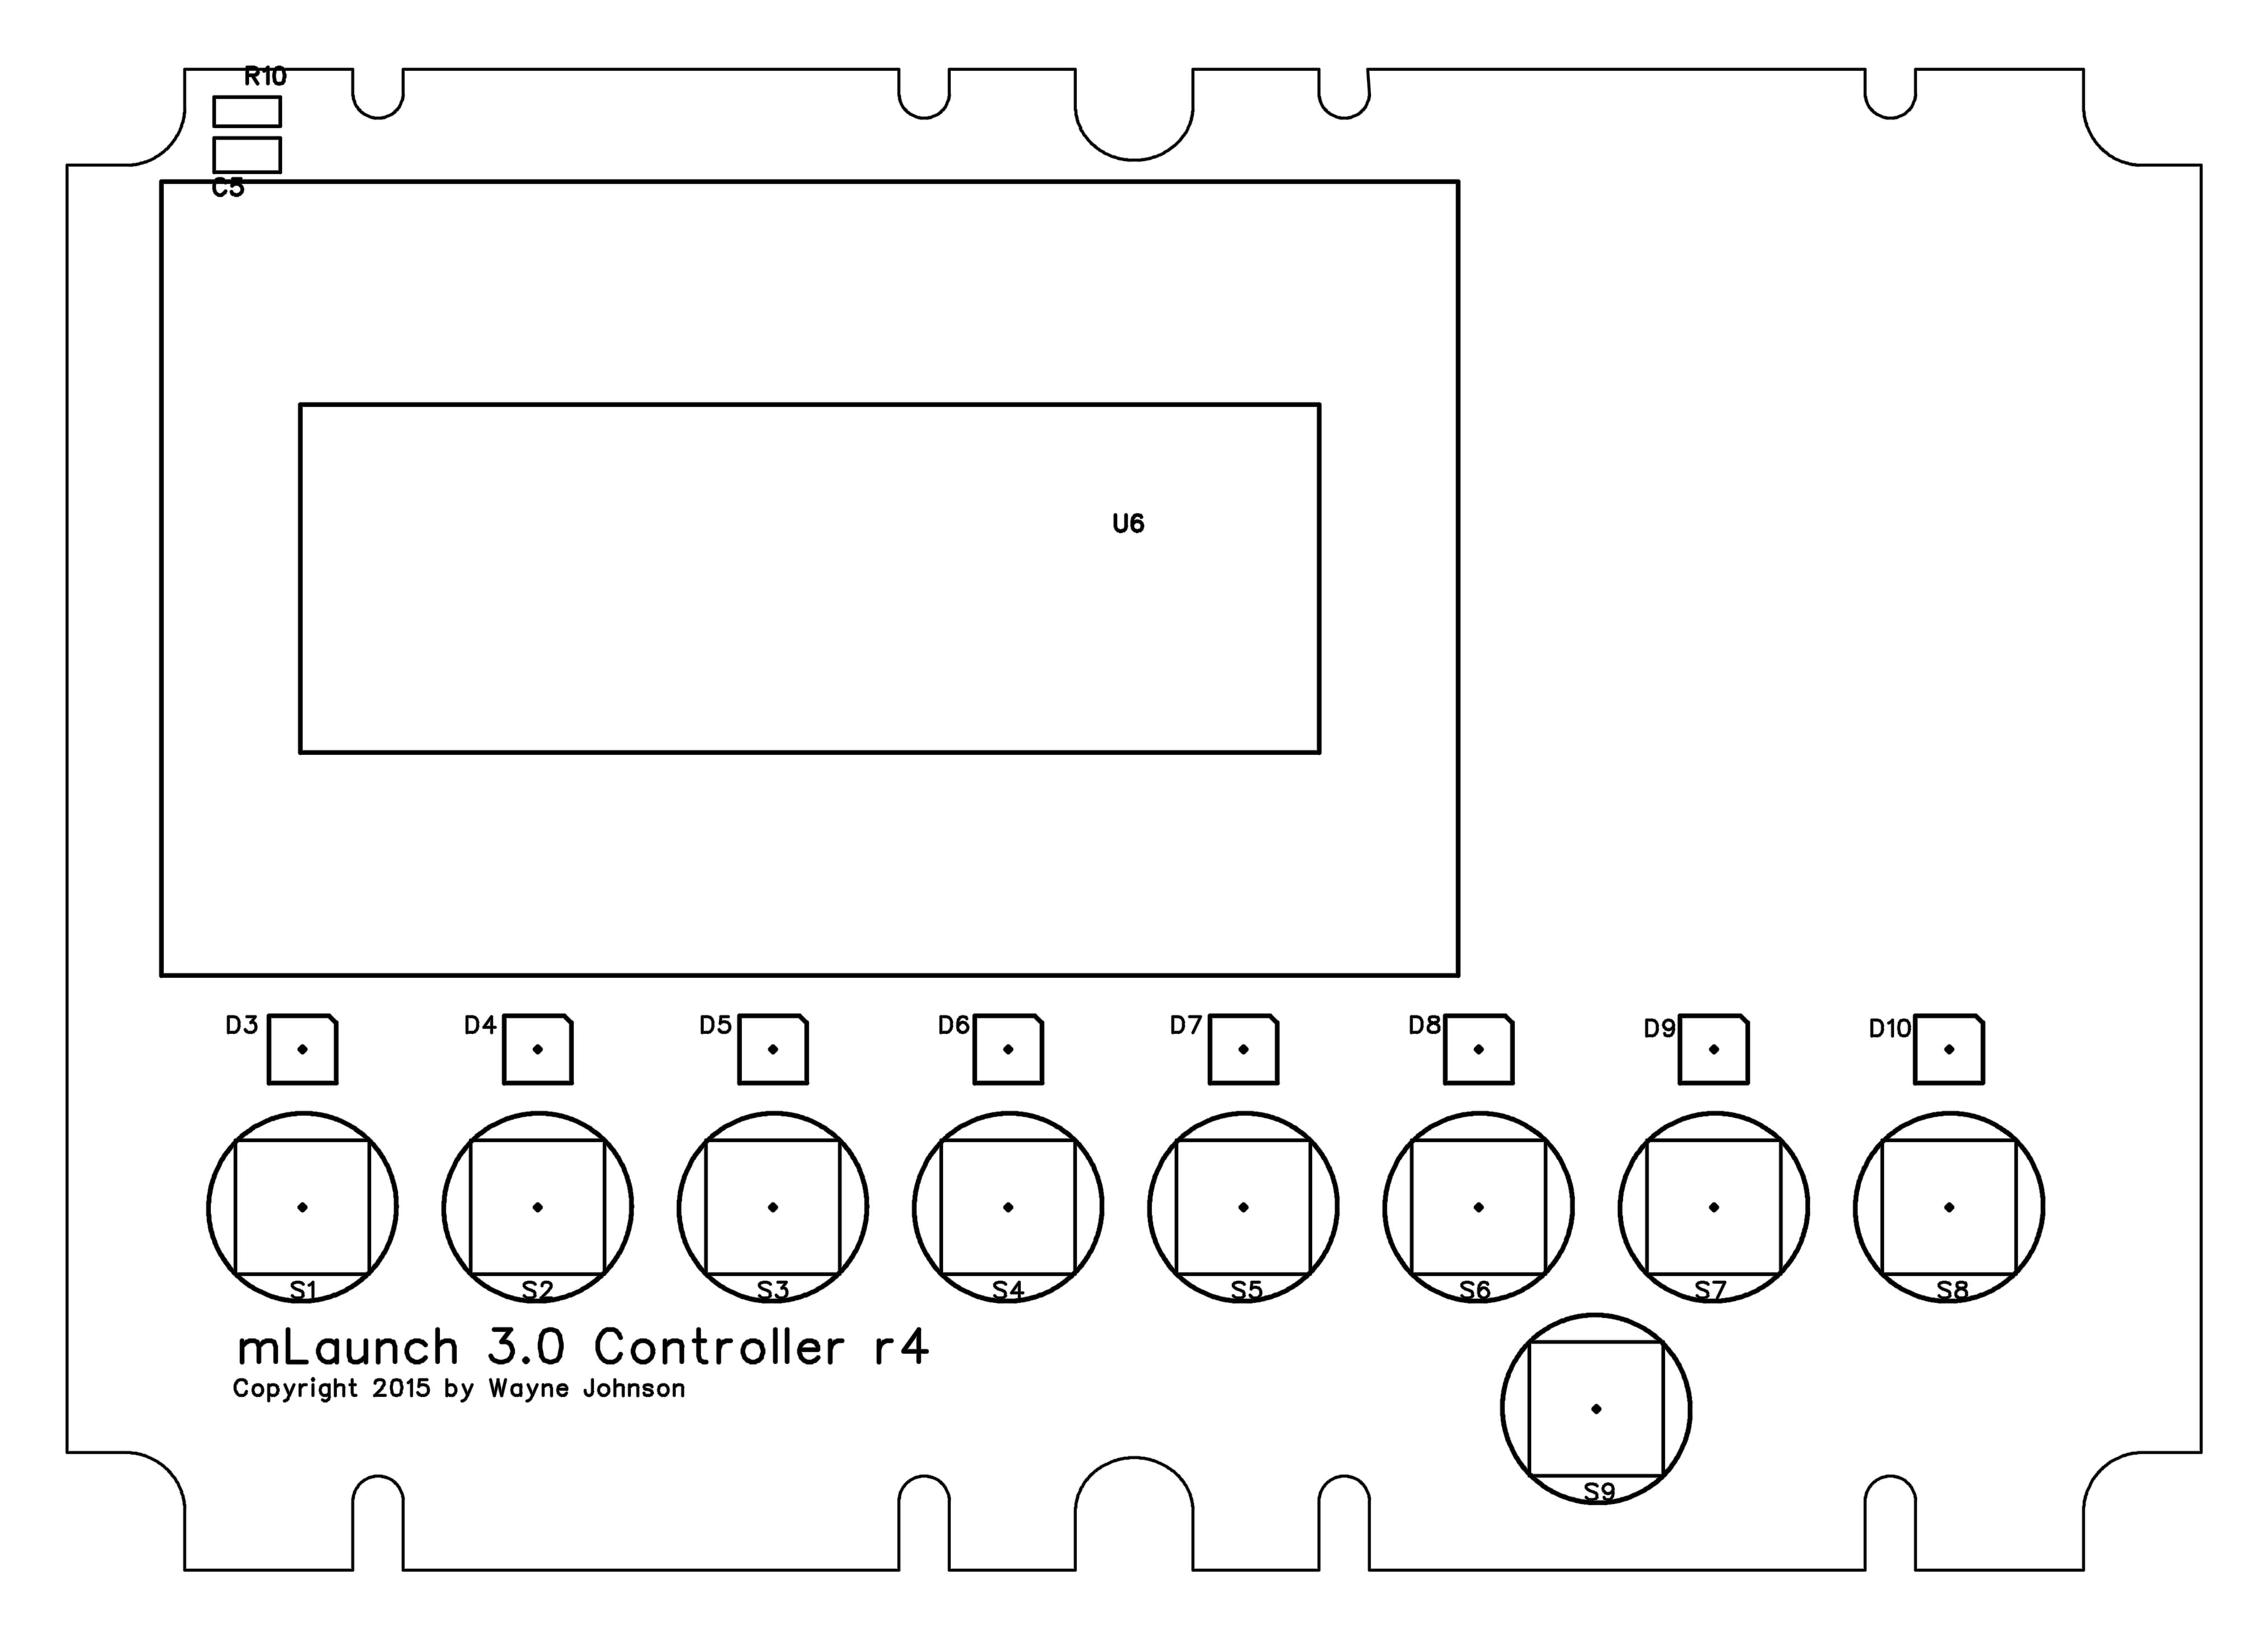 R10
C5
U6
D3 D4 D5 D6 D7 D8 D9 D10
S1 S2 S3 S4 S5 S6 S7 S8
mLaunch 3.0 Controller r4
Copyright 2015 by Wayne Johnson
S9